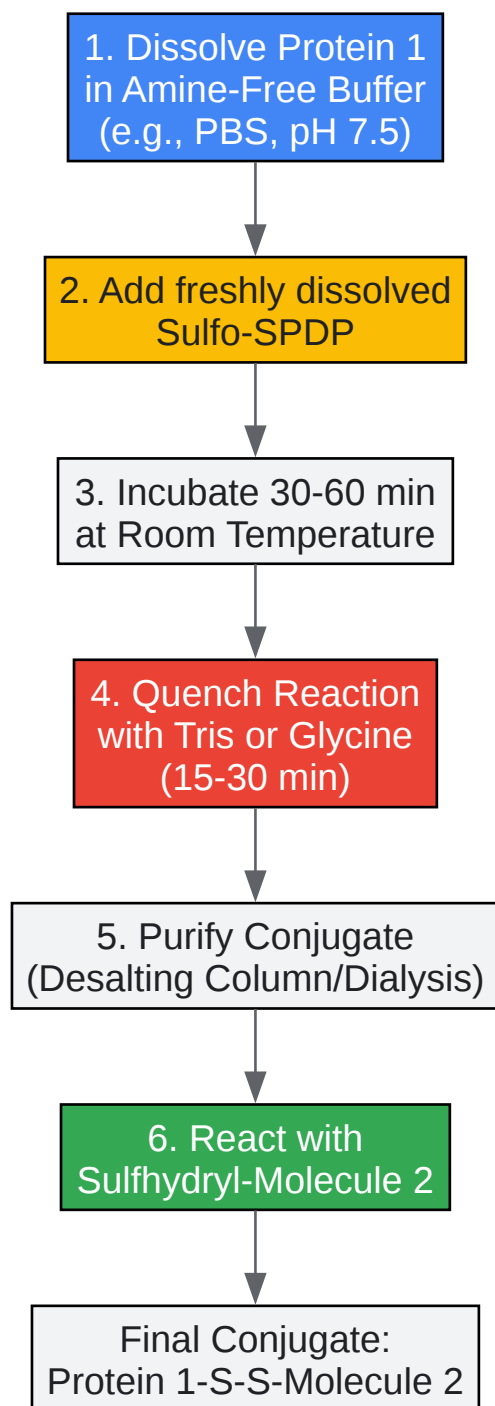 1. Dissolve Protein 1
in Amine-Free Buffer
(e.g., PBS, pH 7.5)
2. Add freshly dissolved
Sulfo-SPDP
3. Incubate 30-60 min
at Room Temperature
4. Quench Reaction
with Tris or Glycine
(15-30 min)
5. Purify Conjugate
(Desalting Column/Dialysis)
6. React with
Sulfhydryl-Molecule 2
Final Conjugate:
Protein 1-S-S-Molecule 2